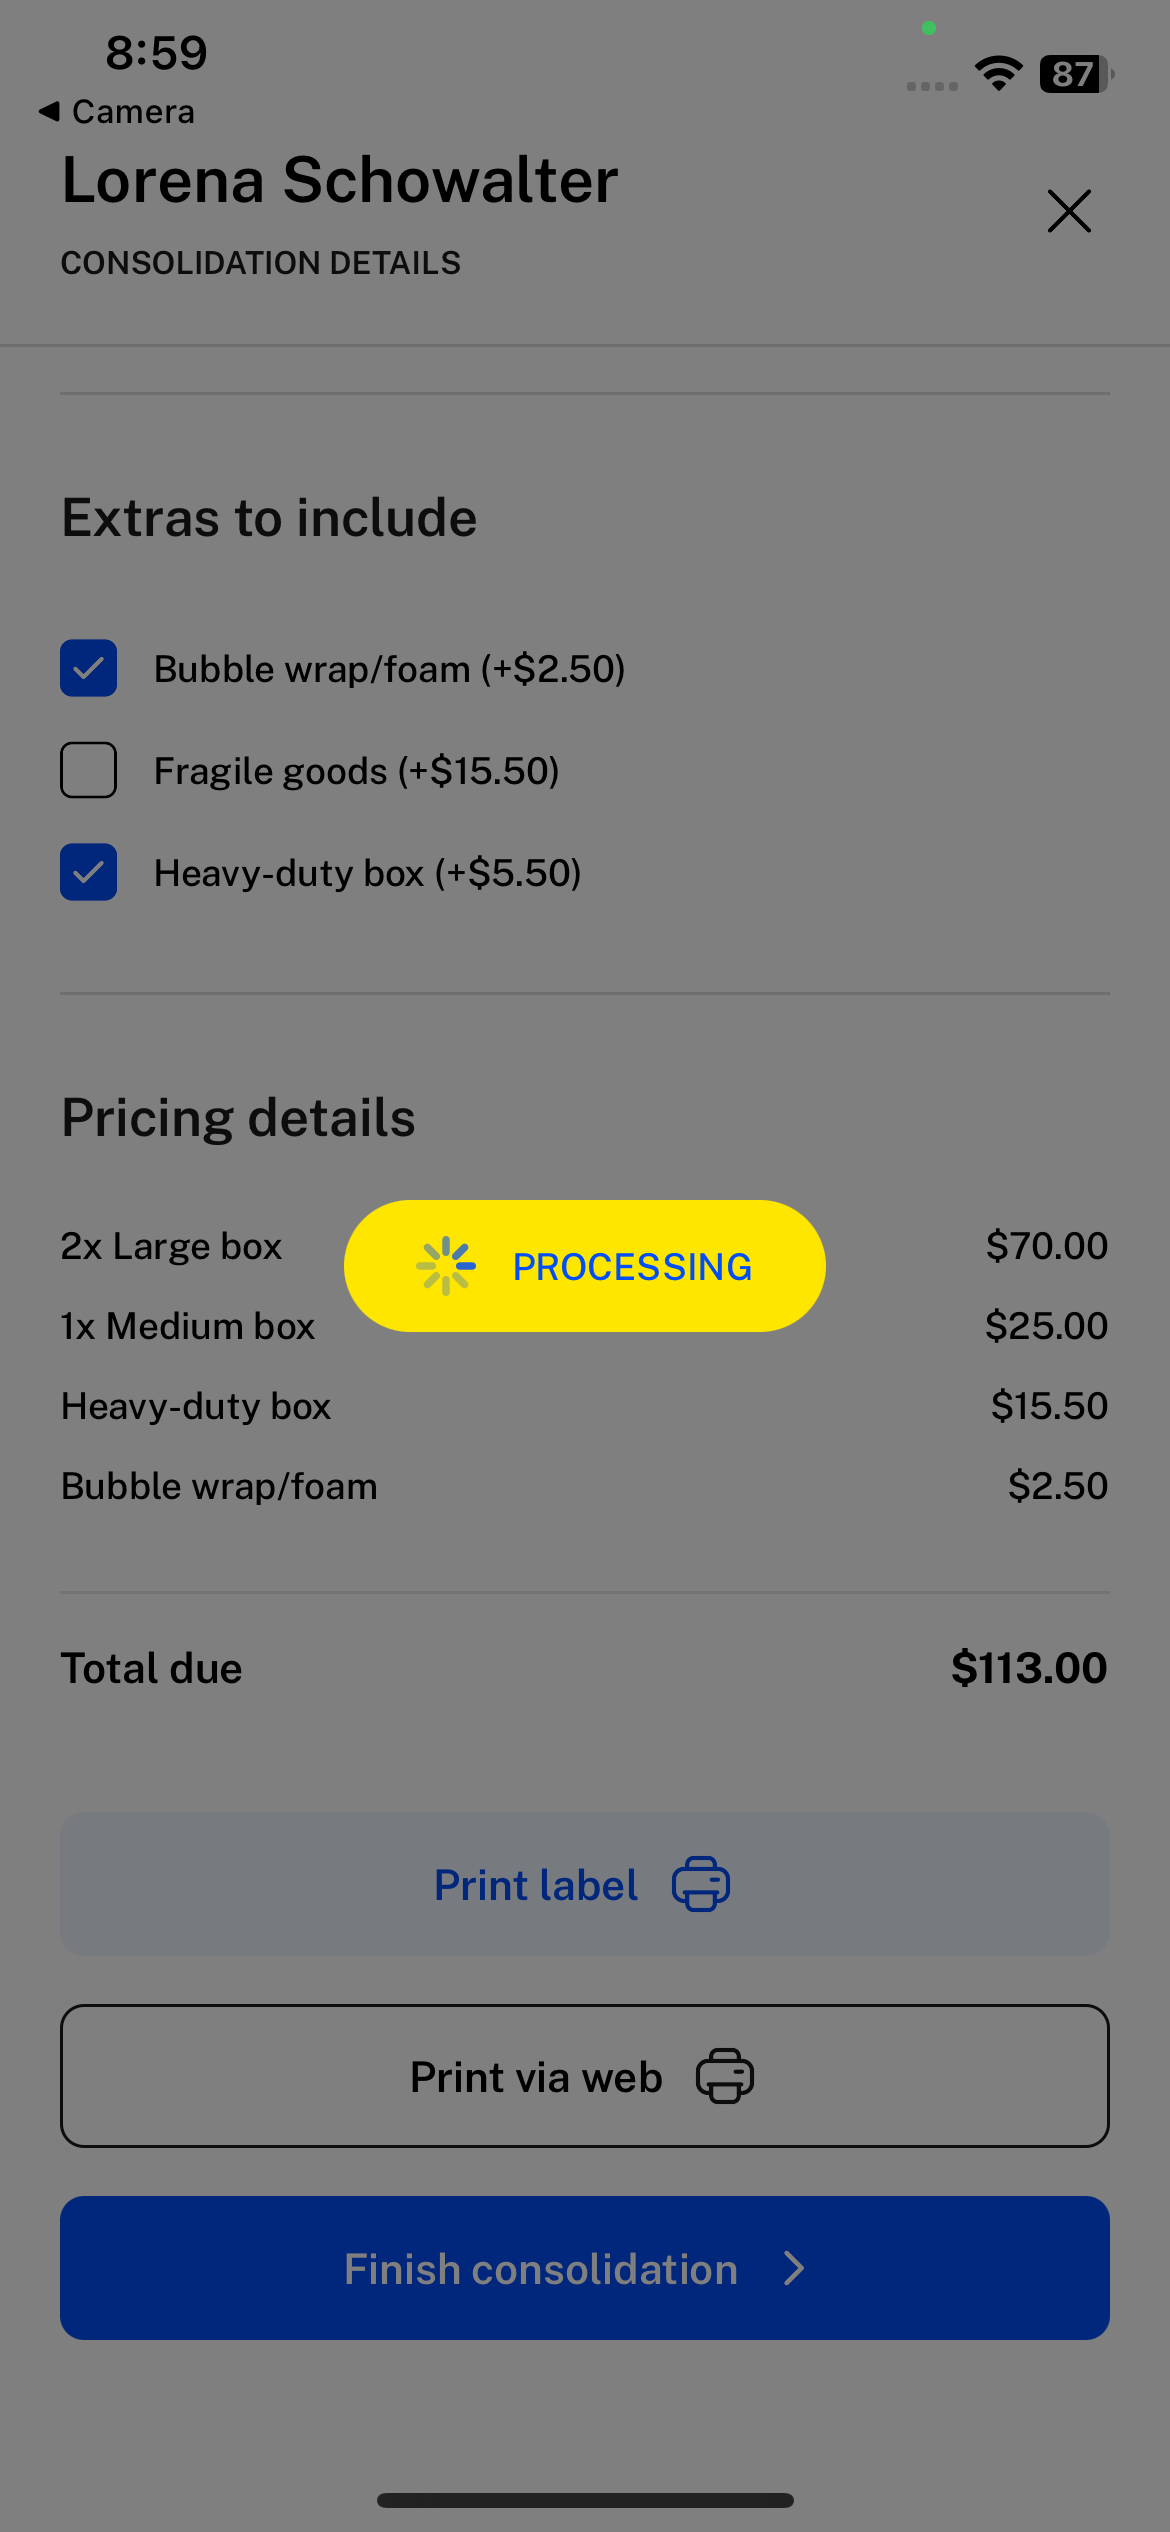 8:59
87
◀ Camera
Lorena Schowalter
CONSOLIDATION DETAILS
Extras to include
Bubble wrap/foam (+$2.50)
Fragile goods (+$15.50)
Heavy-duty box (+$5.50)
Pricing details
2x Large box $70.00
PROCESSING
1x Medium box $25.00
Heavy-duty box $15.50
Bubble wrap/foam $2.50
Total due $113.00
Print label
Print via web
Finish consolidation